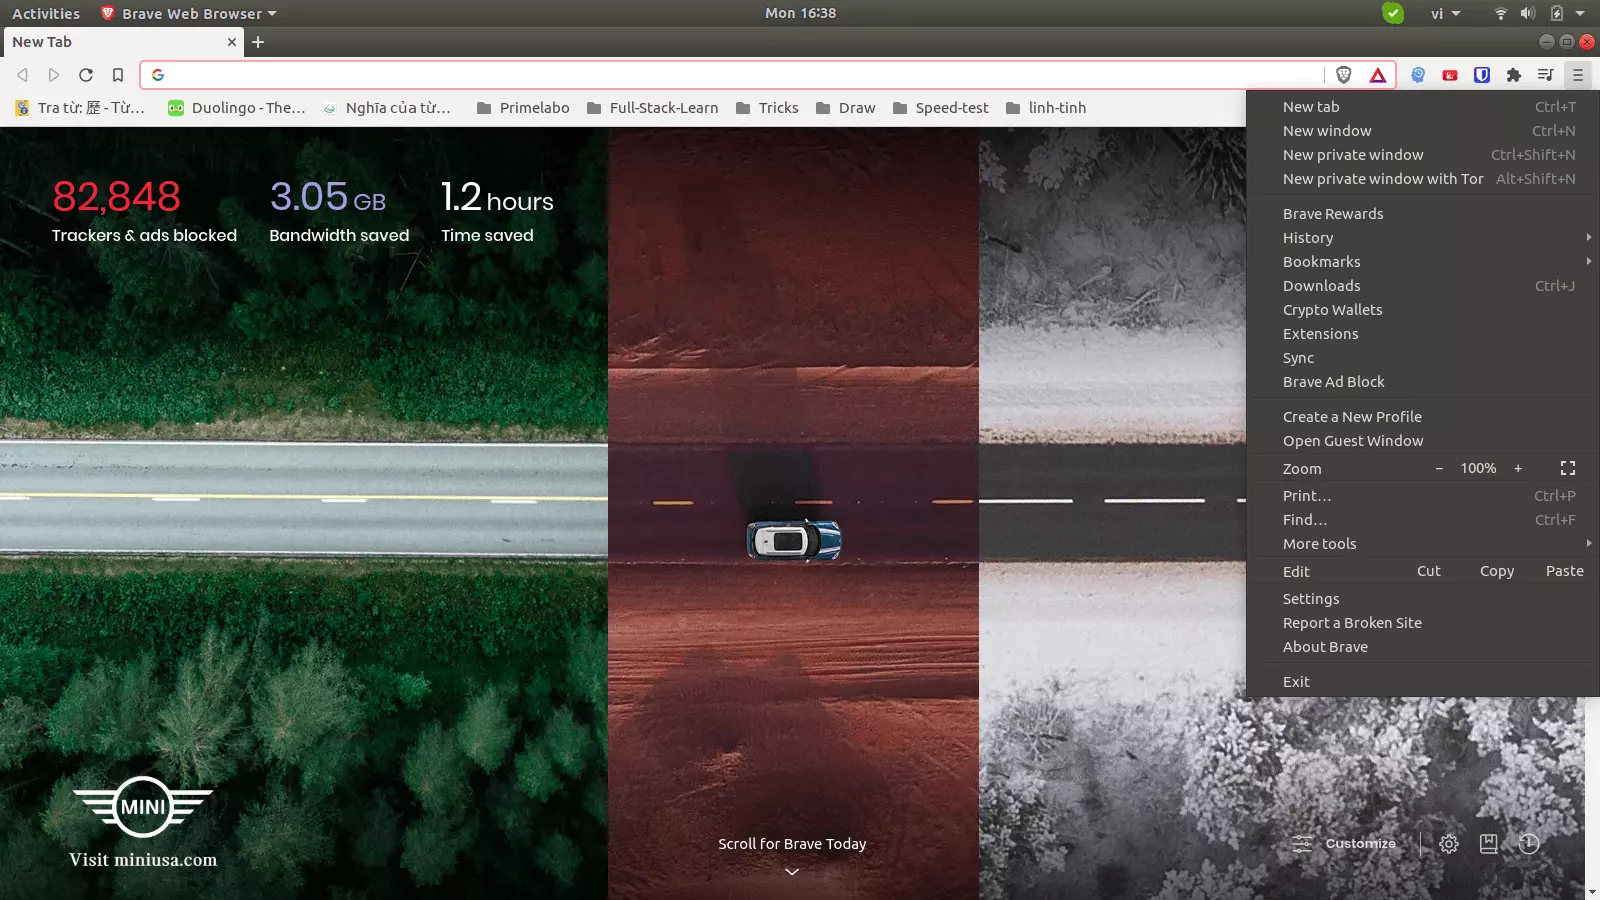 Activities Brave Web Browser Mon 16:38 vi
New Tab
Tra từ: 歷 - Từ... Duolingo - The... Nghĩa của từ... Primelabo Full-Stack-Learn Tricks Draw Speed-test linh-tinh
82,848 3.05 GB 1.2 hours
Trackers & ads blocked Bandwidth saved Time saved
New tab Ctrl+T
New window Ctrl+N
New private window Ctrl+Shift+N
New private window with Tor Alt+Shift+N
Brave Rewards
History
Bookmarks
Downloads Ctrl+J
Crypto Wallets
Extensions
Sync
Brave Ad Block
Create a New Profile
Open Guest Window
Zoom − 100% +
Print... Ctrl+P
Find... Ctrl+F
More tools
Edit Cut Copy Paste
Settings
Report a Broken Site
About Brave
Exit
MINI
Visit miniusa.com
Scroll for Brave Today
Customize